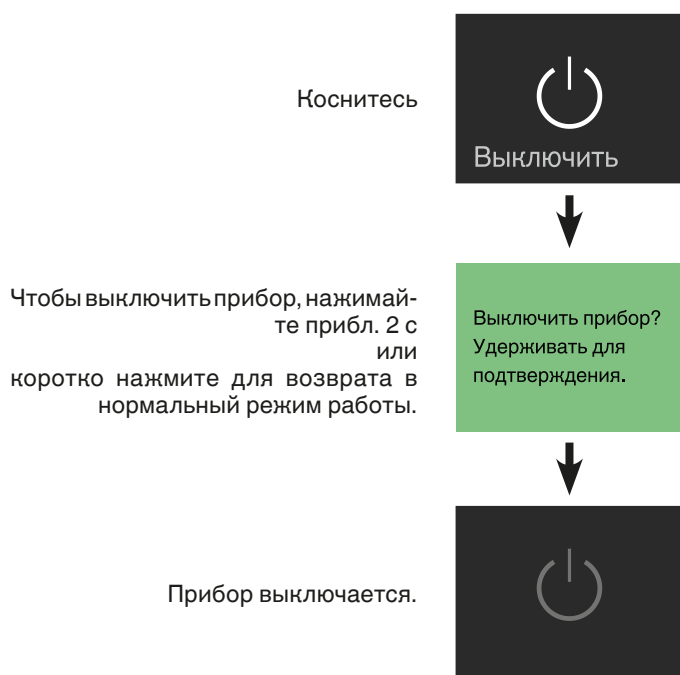 Коснитесь
Выключить
Чтобы выключить прибор, нажимай-
те прибл. 2 с
или
коротко нажмите для возврата в
нормальный режим работы.
Выключить прибор?
Удерживать для
подтверждения.
Прибор выключается.